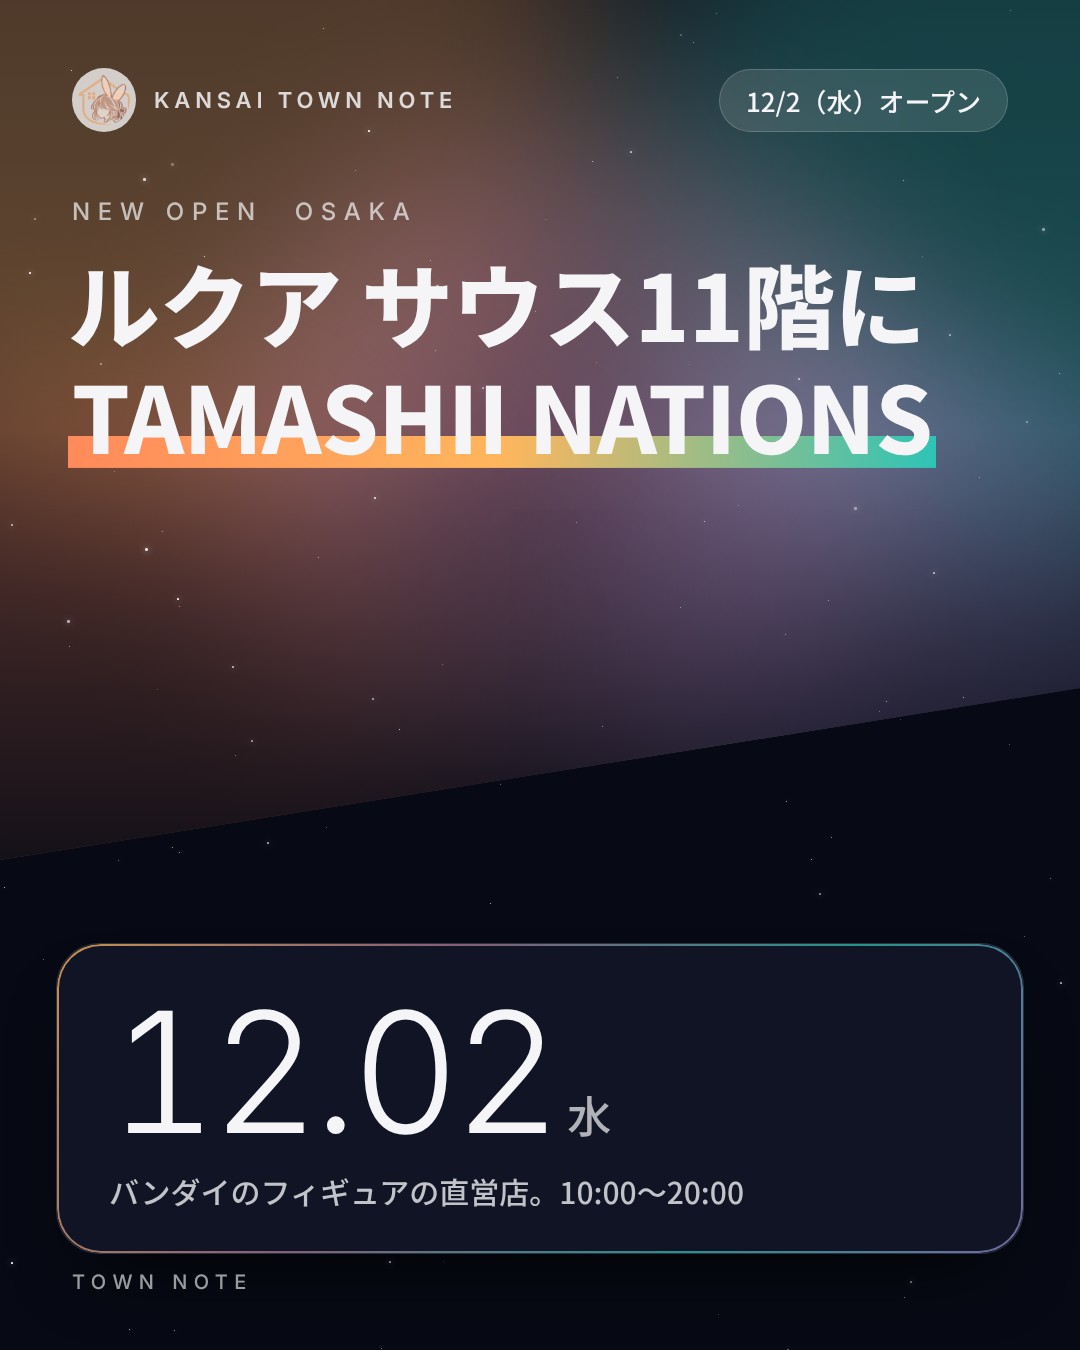 KANSAI TOWN NOTE
12/2（水）オープン
NEW OPEN OSAKA
ルクア サウス11階に
TAMASHII NATIONS
12.02 水
バンダイのフィギュアの直営店。10:00〜20:00
TOWN NOTE